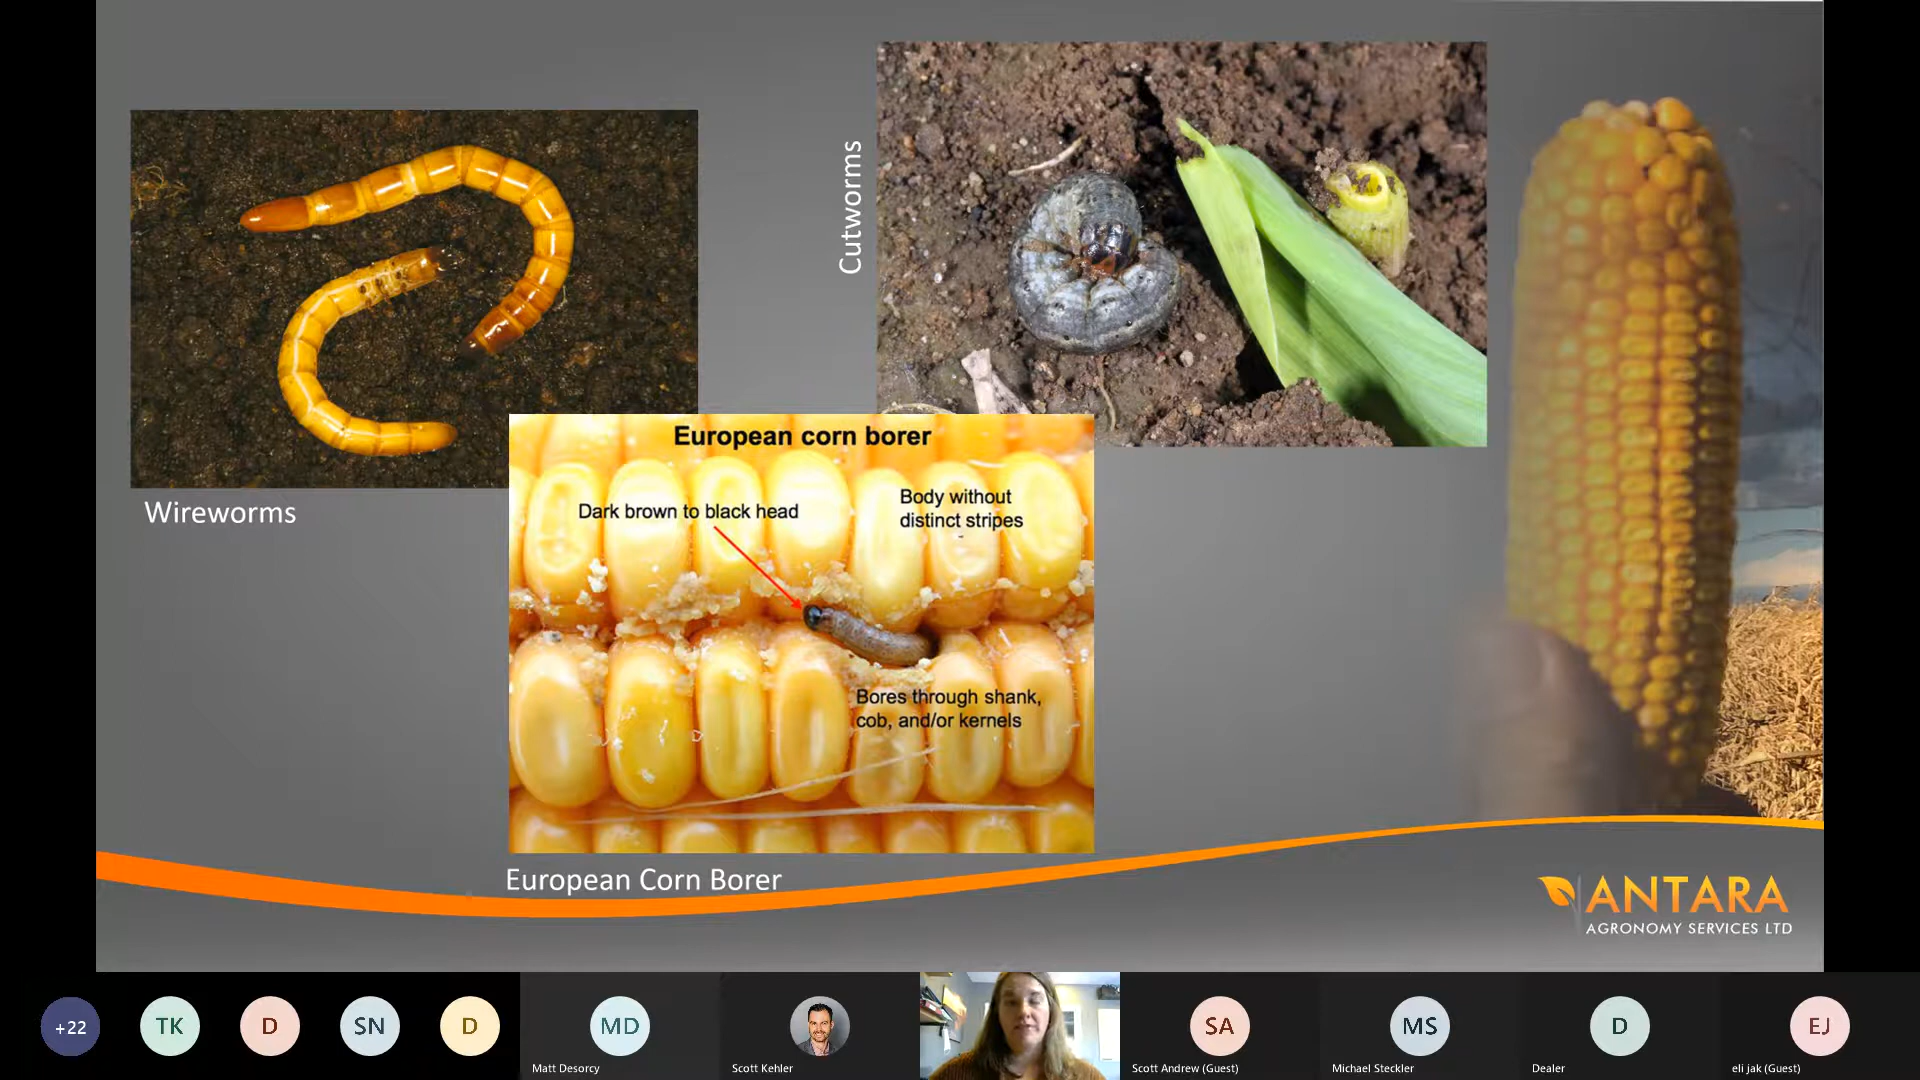 Cutworms
Wireworms
European corn borer
Dark brown to black head
Body without
distinct stripes
Bores through shank,
cob, and/or kernels
European Corn Borer
ANTARA
AGRONOMY SERVICES LTD
+22
TK
D
SN
D
MD
Matt Desorcy
Scott Kehler
SA
Scott Andrew (Guest)
MS
Michael Steckler
D
Dealer
EJ
eli jak (Guest)